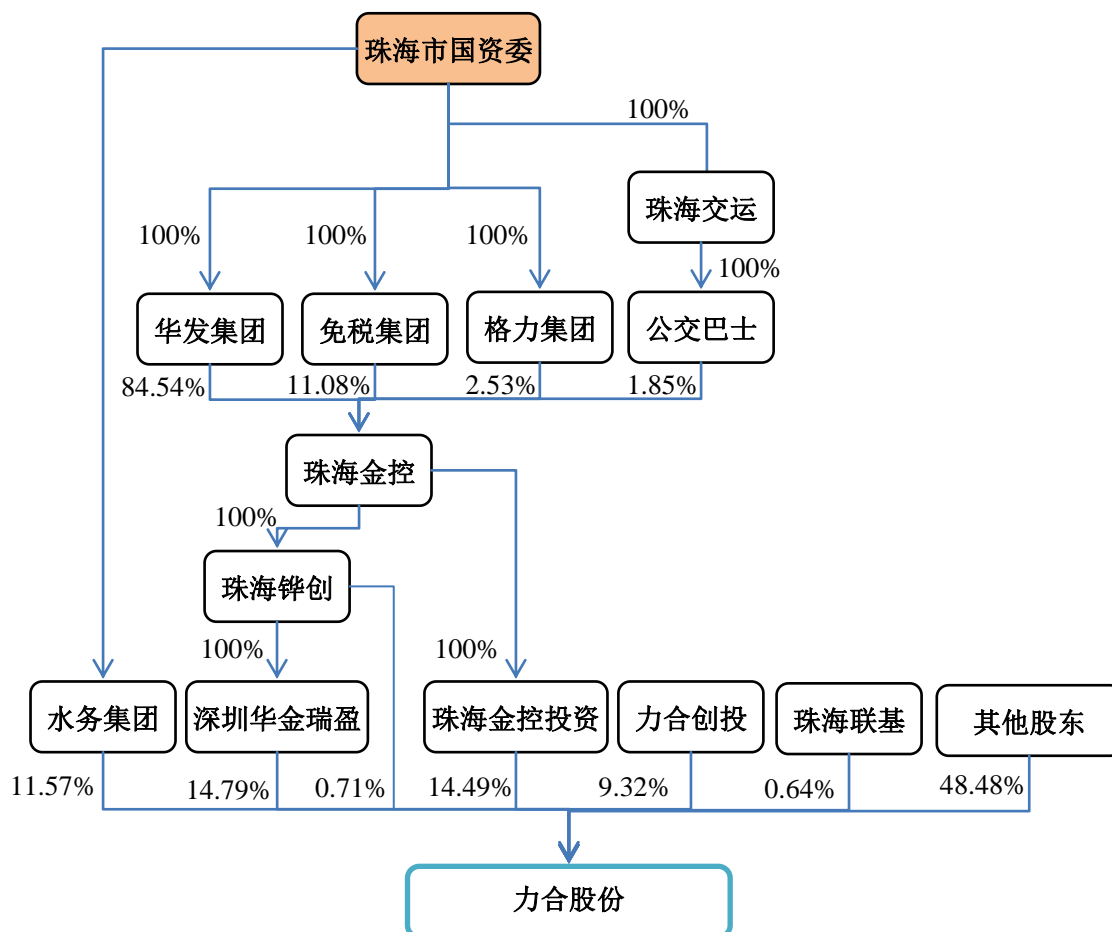 珠海市国资委
100%
珠海交运
100%
100%
100%
100%
华发集团
免税集团
格力集团
公交巴士
84.54%
11.08%
2.53%
1.85%
珠海金控
100%
珠海铧创
100%
100%
水务集团
深圳华金瑞盈
珠海金控投资
力合创投
珠海联基
其他股东
11.57%
14.79%
0.71%
14.49%
9.32%
0.64%
48.48%
力合股份